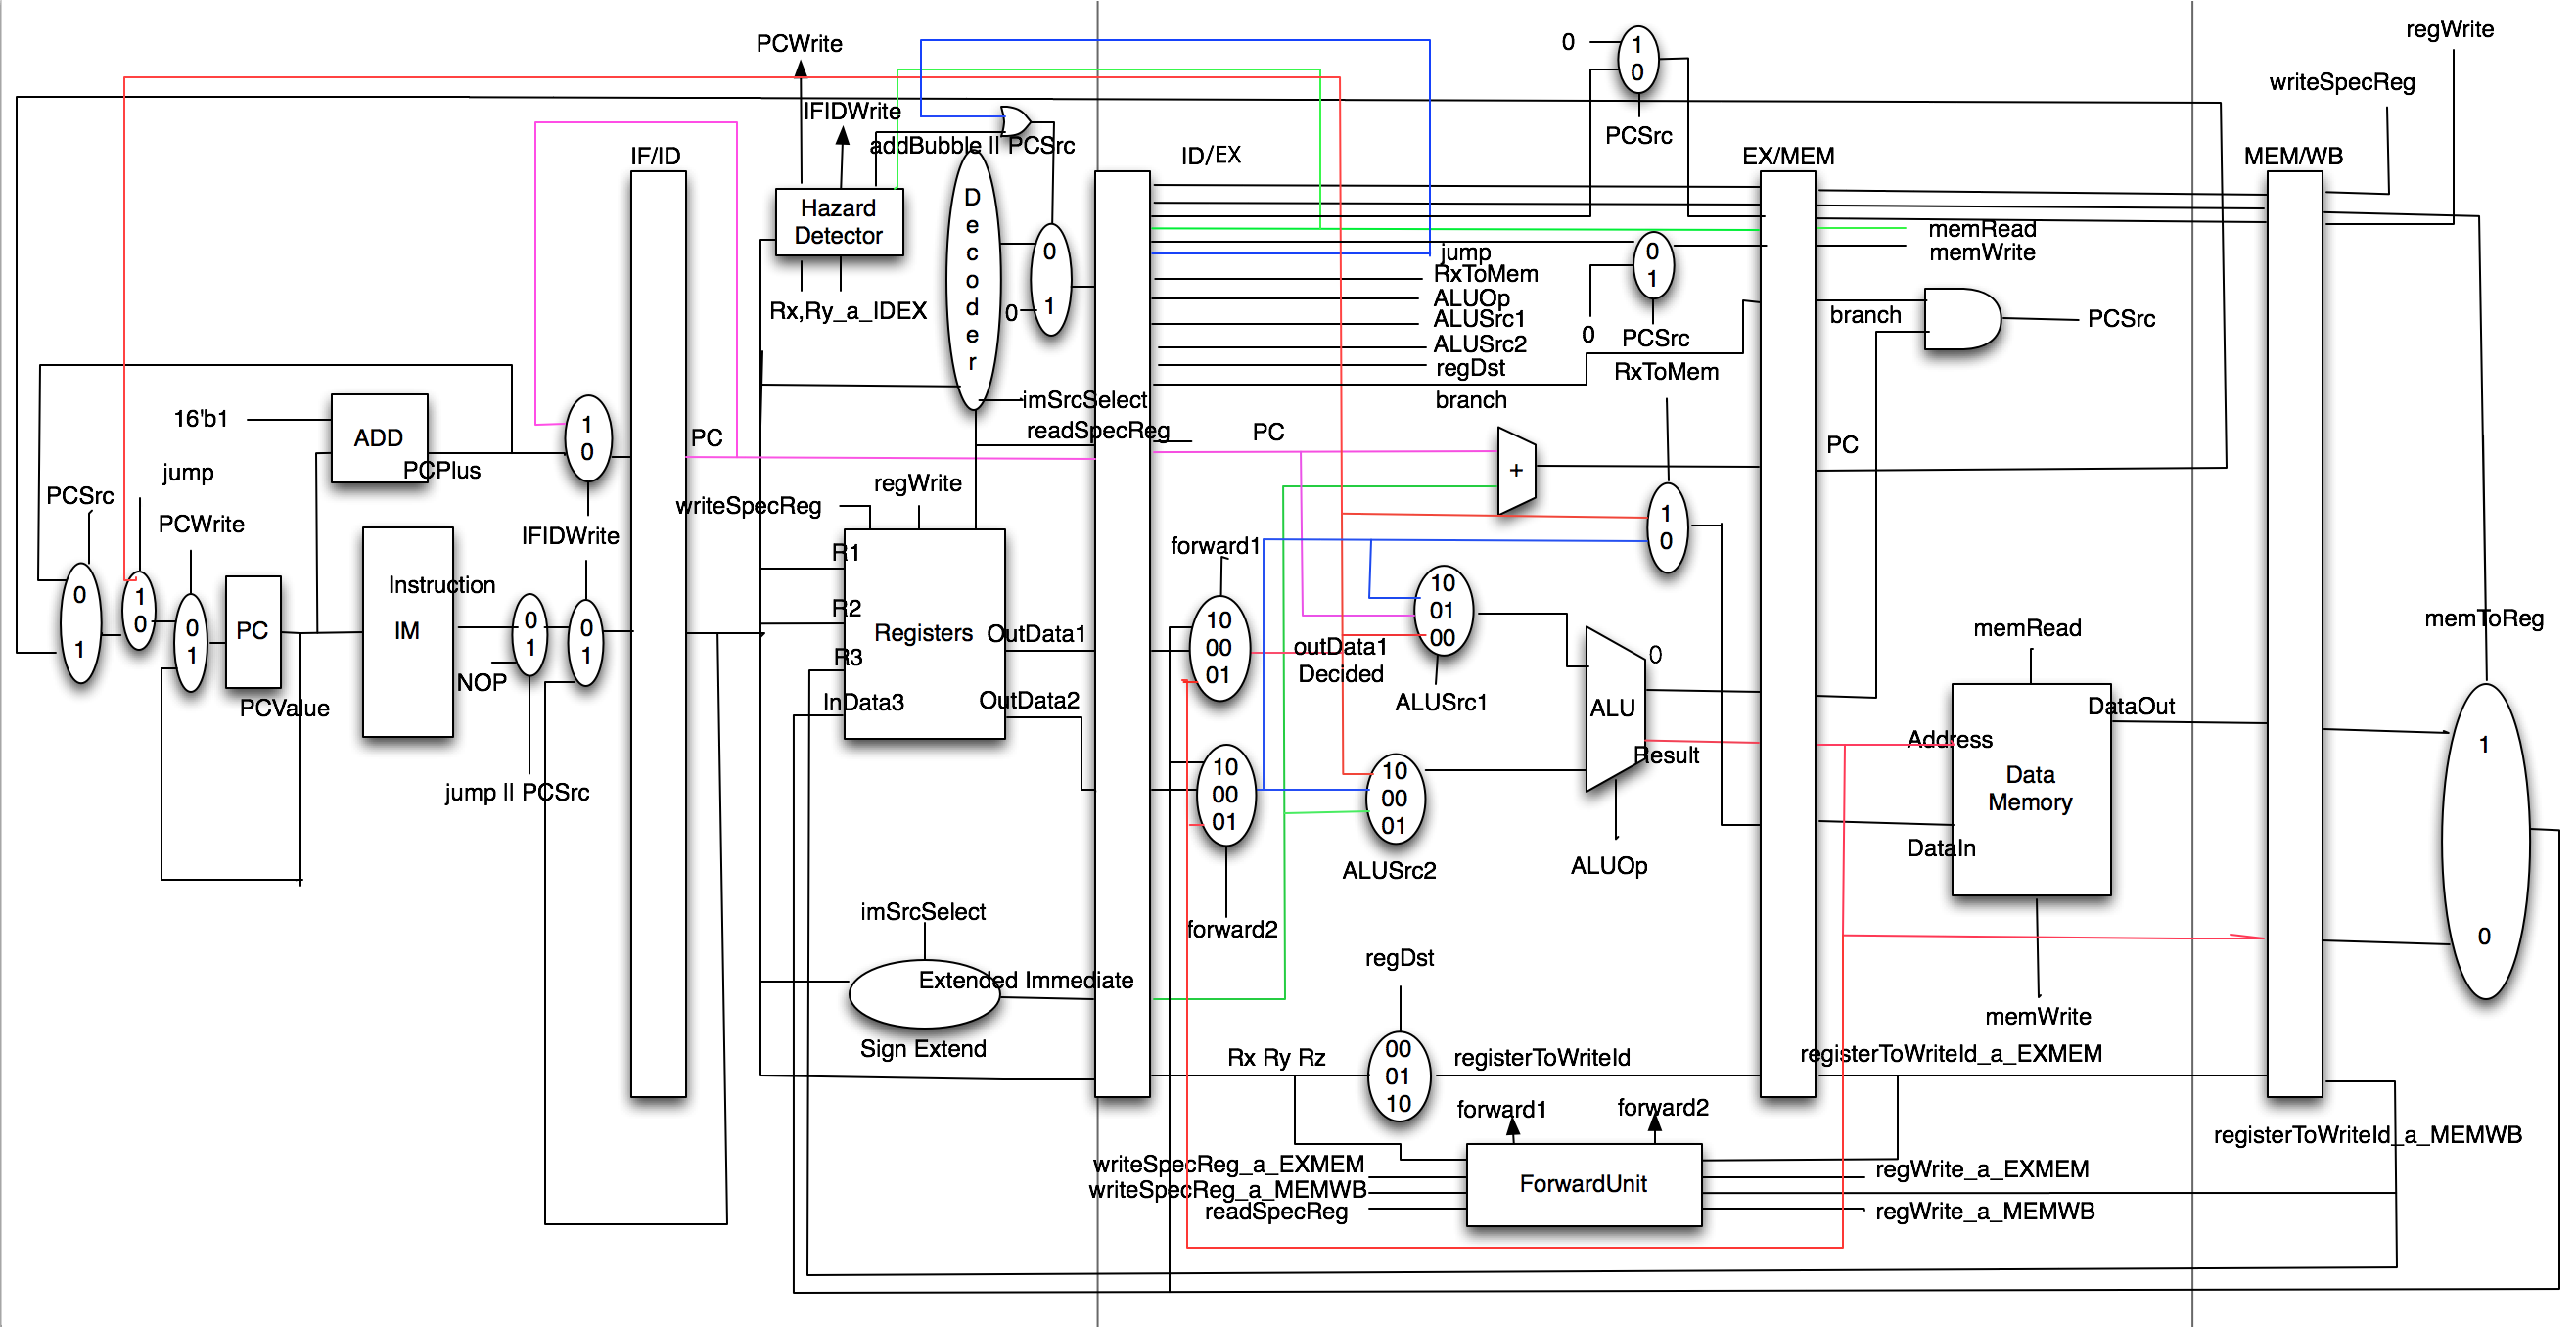 regWrite
PCWrite
0
1
0
writeSpecReg
IFIDWrite
PCSrc
addBubble II PCSrc
IF/ID
ID/EX
EX/MEM
MEM/WB
Decoder
Hazard
Detector
memRead
memWrite
0
1
jump
0
1
RxToMem
Rx,Ry_a_IDEX
0
ALUOp
ALUSrc1
branch
PCSrc
0
PCSrc
ALUSrc2
regDst
RxToMem
imSrcSelect
branch
16'b1
ADD
1
0
PC
readSpecReg
PC
PC
PCPlus
jump
+
PCSrc
regWrite
writeSpecReg
PCWrite
IFIDWrite
1
0
forward1
R1
Instruction
10
01
00
0
1
1
0
0
1
PC
IM
0
1
0
1
R2
Registers
OutData1
10
00
01
outData1
Decided
memToReg
memRead
R3
0
NOP
PCValue
InData3
OutData2
ALUSrc1
ALU
DataOut
Address
Result
1
jump II PCSrc
10
00
01
10
00
01
Data
Memory
DataIn
ALUSrc2
ALUOp
imSrcSelect
forward2
0
regDst
Extended Immediate
memWrite
Sign Extend
Rx Ry Rz
00
01
10
registerToWriteId
registerToWriteId_a_EXMEM
forward1
forward2
registerToWriteId_a_MEMWB
writeSpecReg_a_EXMEM
regWrite_a_EXMEM
writeSpecReg_a_MEMWB
ForwardUnit
readSpecReg
regWrite_a_MEMWB